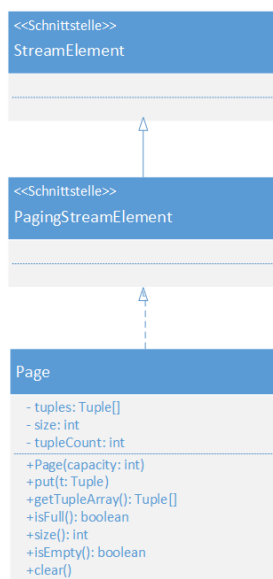 <<Schnittstelle>>
StreamElement
<<Schnittstelle>>
PagingStreamElement
Page
- tuples: Tuple[]
- size: int
- tupleCount: int
+Page(capacity: int)
+put(t: Tuple)
+getTupleArray(): Tuple[]
+isFull(): boolean
+size(): int
+isEmpty(): boolean
+clear()